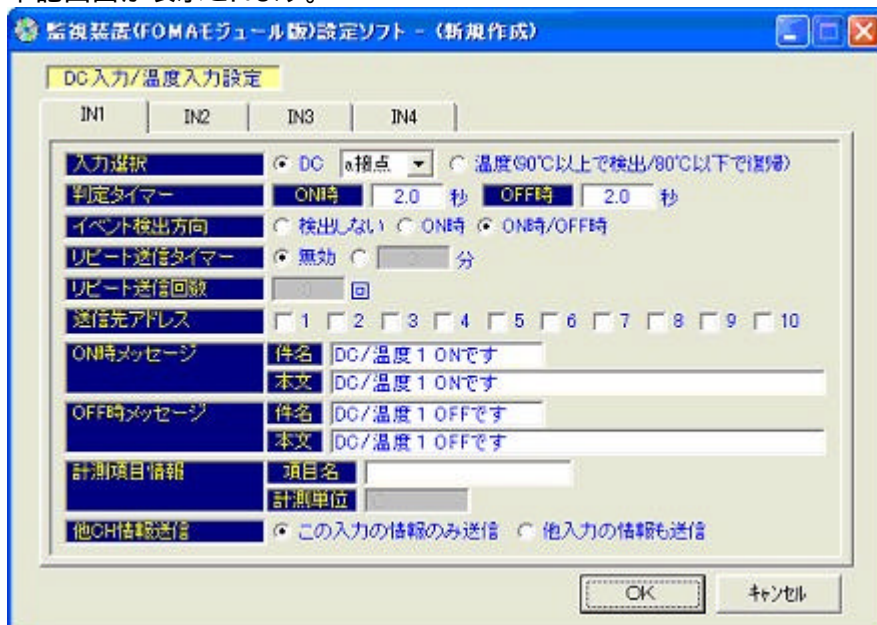 監視装置(FOMAモジュール版)設定ソフト - (新規作成)
DC入力/温度入力設定
IN1 IN2 IN3 IN4
入力選択 DC a接点 温度(90℃以上で検出/80℃以下で復帰)
判定タイマー ON時 2.0 秒 OFF時 2.0 秒
イベント検出方向 検出しない ON時 ON時/OFF時
リピート送信タイマー 無効 分
リピート送信回数 回
送信先アドレス 1 2 3 4 5 6 7 8 9 10
ON時メッセージ 件名 DC/温度1 ONです
本文 DC/温度1 ONです
OFF時メッセージ 件名 DC/温度1 OFFです
本文 DC/温度1 OFFです
計測項目情報 項目名
計測単位
他CH情報送信 この入力の情報のみ送信 他入力の情報も送信
OK キャンセル